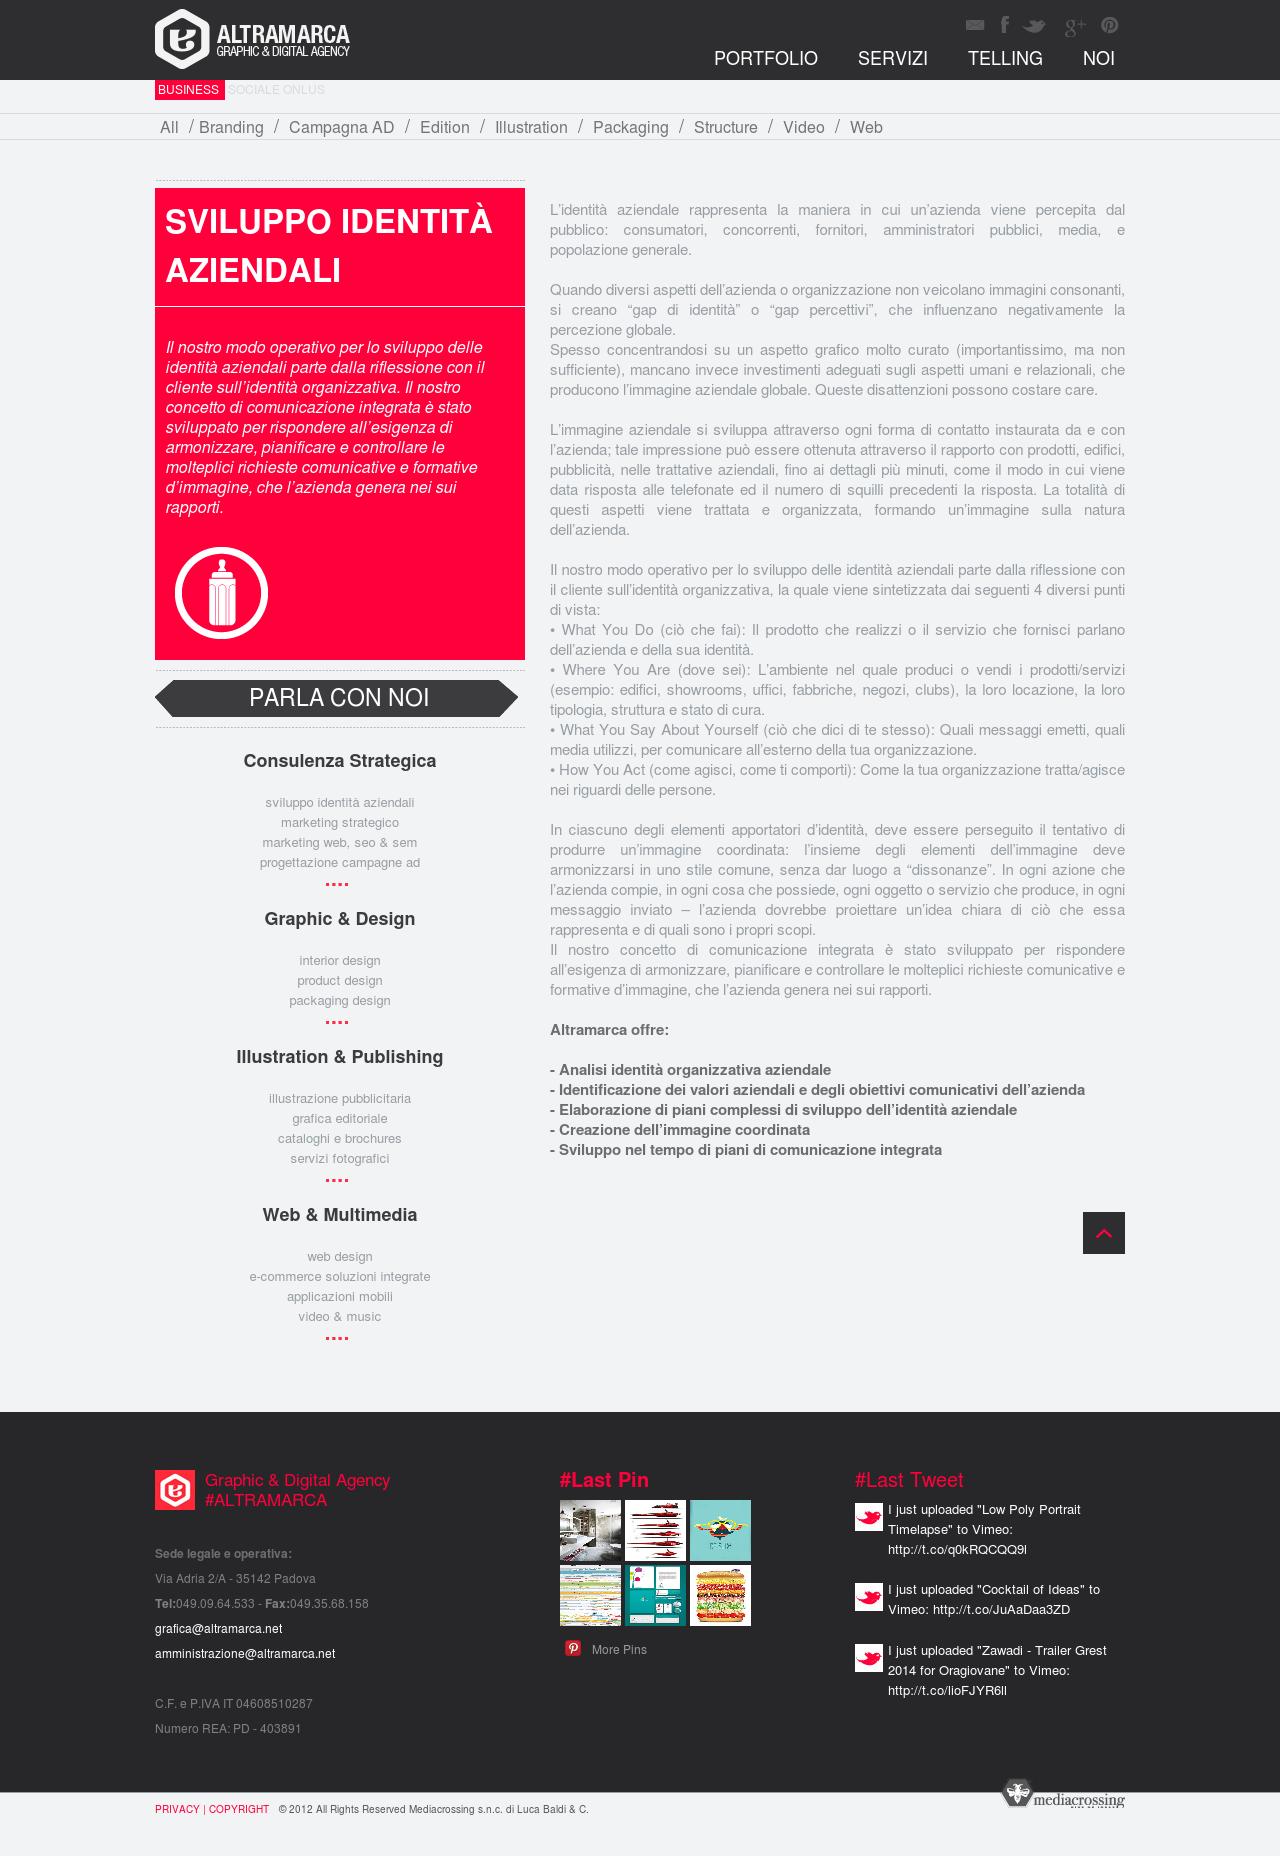 ALTRAMARCA
GRAPHIC & DIGITAL AGENCY
PORTFOLIO SERVIZI TELLING NOI
BUSINESS SOCIALE ONLUS
All / Branding / Campagna AD / Edition / Illustration / Packaging / Structure / Video / Web
SVILUPPO IDENTITÀ
AZIENDALI
Il nostro modo operativo per lo sviluppo delle
identità aziendali parte dalla riflessione con il
cliente sull’identità organizzativa. Il nostro
concetto di comunicazione integrata è stato
sviluppato per rispondere all’esigenza di
armonizzare, pianificare e controllare le
molteplici richieste comunicative e formative
d’immagine, che l’azienda genera nei sui
rapporti.
PARLA CON NOI
Consulenza Strategica
sviluppo identità aziendali
marketing strategico
marketing web, seo & sem
progettazione campagne ad
Graphic & Design
interior design
product design
packaging design
Illustration & Publishing
illustrazione pubblicitaria
grafica editoriale
cataloghi e brochures
servizi fotografici
Web & Multimedia
web design
e-commerce soluzioni integrate
applicazioni mobili
video & music
L’identità aziendale rappresenta la maniera in cui un’azienda viene percepita dal
pubblico: consumatori, concorrenti, fornitori, amministratori pubblici, media, e
popolazione generale.
Quando diversi aspetti dell’azienda o organizzazione non veicolano immagini consonanti,
si creano “gap di identità” o “gap percettivi”, che influenzano negativamente la
percezione globale.
Spesso concentrandosi su un aspetto grafico molto curato (importantissimo, ma non
sufficiente), mancano invece investimenti adeguati sugli aspetti umani e relazionali, che
producono l’immagine aziendale globale. Queste disattenzioni possono costare care.
L’immagine aziendale si sviluppa attraverso ogni forma di contatto instaurata da e con
l’azienda; tale impressione può essere ottenuta attraverso il rapporto con prodotti, edifici,
pubblicità, nelle trattative aziendali, fino ai dettagli più minuti, come il modo in cui viene
data risposta alle telefonate ed il numero di squilli precedenti la risposta. La totalità di
questi aspetti viene trattata e organizzata, formando un’immagine sulla natura
dell’azienda.
Il nostro modo operativo per lo sviluppo delle identità aziendali parte dalla riflessione con
il cliente sull’identità organizzativa, la quale viene sintetizzata dai seguenti 4 diversi punti
di vista:
• What You Do (ciò che fai): Il prodotto che realizzi o il servizio che fornisci parlano
dell’azienda e della sua identità.
• Where You Are (dove sei): L’ambiente nel quale produci o vendi i prodotti/servizi
(esempio: edifici, showrooms, uffici, fabbriche, negozi, clubs), la loro locazione, la loro
tipologia, struttura e stato di cura.
• What You Say About Yourself (ciò che dici di te stesso): Quali messaggi emetti, quali
media utilizzi, per comunicare all’esterno della tua organizzazione.
• How You Act (come agisci, come ti comporti): Come la tua organizzazione tratta/agisce
nei riguardi delle persone.
In ciascuno degli elementi apportatori d’identità, deve essere perseguito il tentativo di
produrre un’immagine coordinata: l’insieme degli elementi dell’immagine deve
armonizzarsi in uno stile comune, senza dar luogo a “dissonanze”. In ogni azione che
l’azienda compie, in ogni cosa che possiede, ogni oggetto o servizio che produce, in ogni
messaggio inviato – l’azienda dovrebbe proiettare un’idea chiara di ciò che essa
rappresenta e di quali sono i propri scopi.
Il nostro concetto di comunicazione integrata è stato sviluppato per rispondere
all’esigenza di armonizzare, pianificare e controllare le molteplici richieste comunicative e
formative d’immagine, che l’azienda genera nei sui rapporti.
Altramarca offre:
- Analisi identità organizzativa aziendale
- Identificazione dei valori aziendali e degli obiettivi comunicativi dell’azienda
- Elaborazione di piani complessi di sviluppo dell’identità aziendale
- Creazione dell’immagine coordinata
- Sviluppo nel tempo di piani di comunicazione integrata
Graphic & Digital Agency
#ALTRAMARCA
Sede legale e operativa:
Via Adria 2/A - 35142 Padova
Tel:049.09.64.533 - Fax:049.35.68.158
grafica@altramarca.net
amministrazione@altramarca.net
C.F. e P.IVA IT 04608510287
Numero REA: PD - 403891
#Last Pin
More Pins
#Last Tweet
I just uploaded "Low Poly Portrait
Timelapse" to Vimeo:
http://t.co/q0kRQCQQ9l
I just uploaded "Cocktail of Ideas" to
Vimeo: http://t.co/JuAaDaa3ZD
I just uploaded "Zawadi - Trailer Grest
2014 for Oragiovane" to Vimeo:
http://t.co/lioFJYR6ll
PRIVACY | COPYRIGHT © 2012 All Rights Reserved Mediacrossing s.n.c. di Luca Baldi & C.
mediacrossing